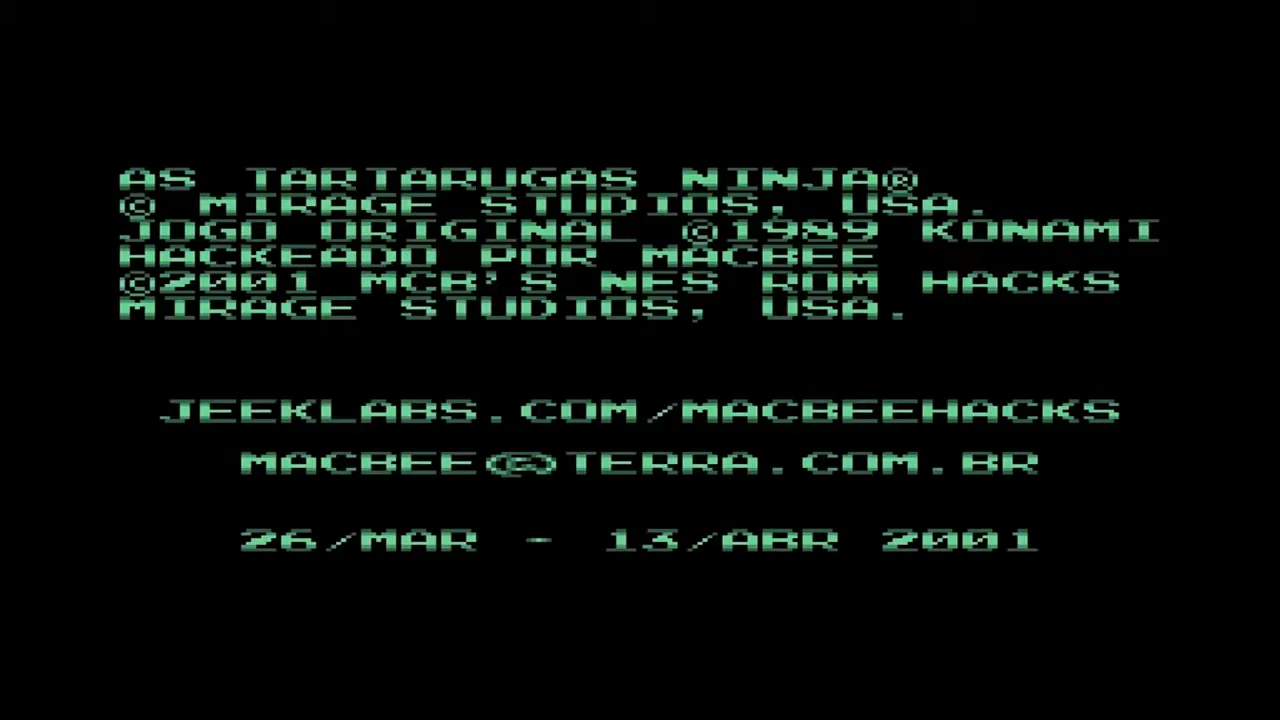 AS TARTARUGAS NINJA®
© MIRAGE STUDIOS, USA.
JOGO ORIGINAL ©1989 KONAMI
HACKEADO POR MACBEE
©2001 MCB'S NES ROM HACKS
MIRAGE STUDIOS, USA.
JEEKLABS.COM/MACBEEHACKS
MACBEE@TERRA.COM.BR
26/MAR - 13/ABR 2001